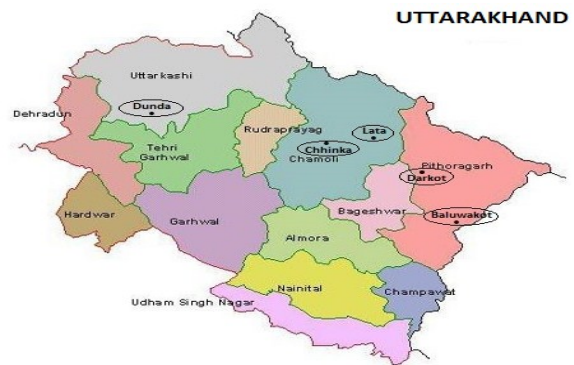 UTTARAKHAND
Uttarkashi
Dunda
Dehradun
Rudraprayag
Lata
Tehri
Garhwal
Chhinka
Chamoli
Pithoragarh
Darkot
Hardwar
Garhwal
Bageshwar
Baluwakot
Almora
Nainital
Champawat
Udham Singh Nagar